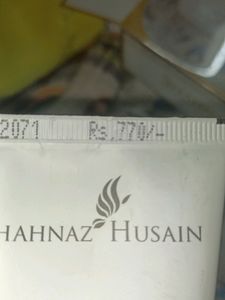 2071 Rs.770/-
HAHNAZ HUSAIN